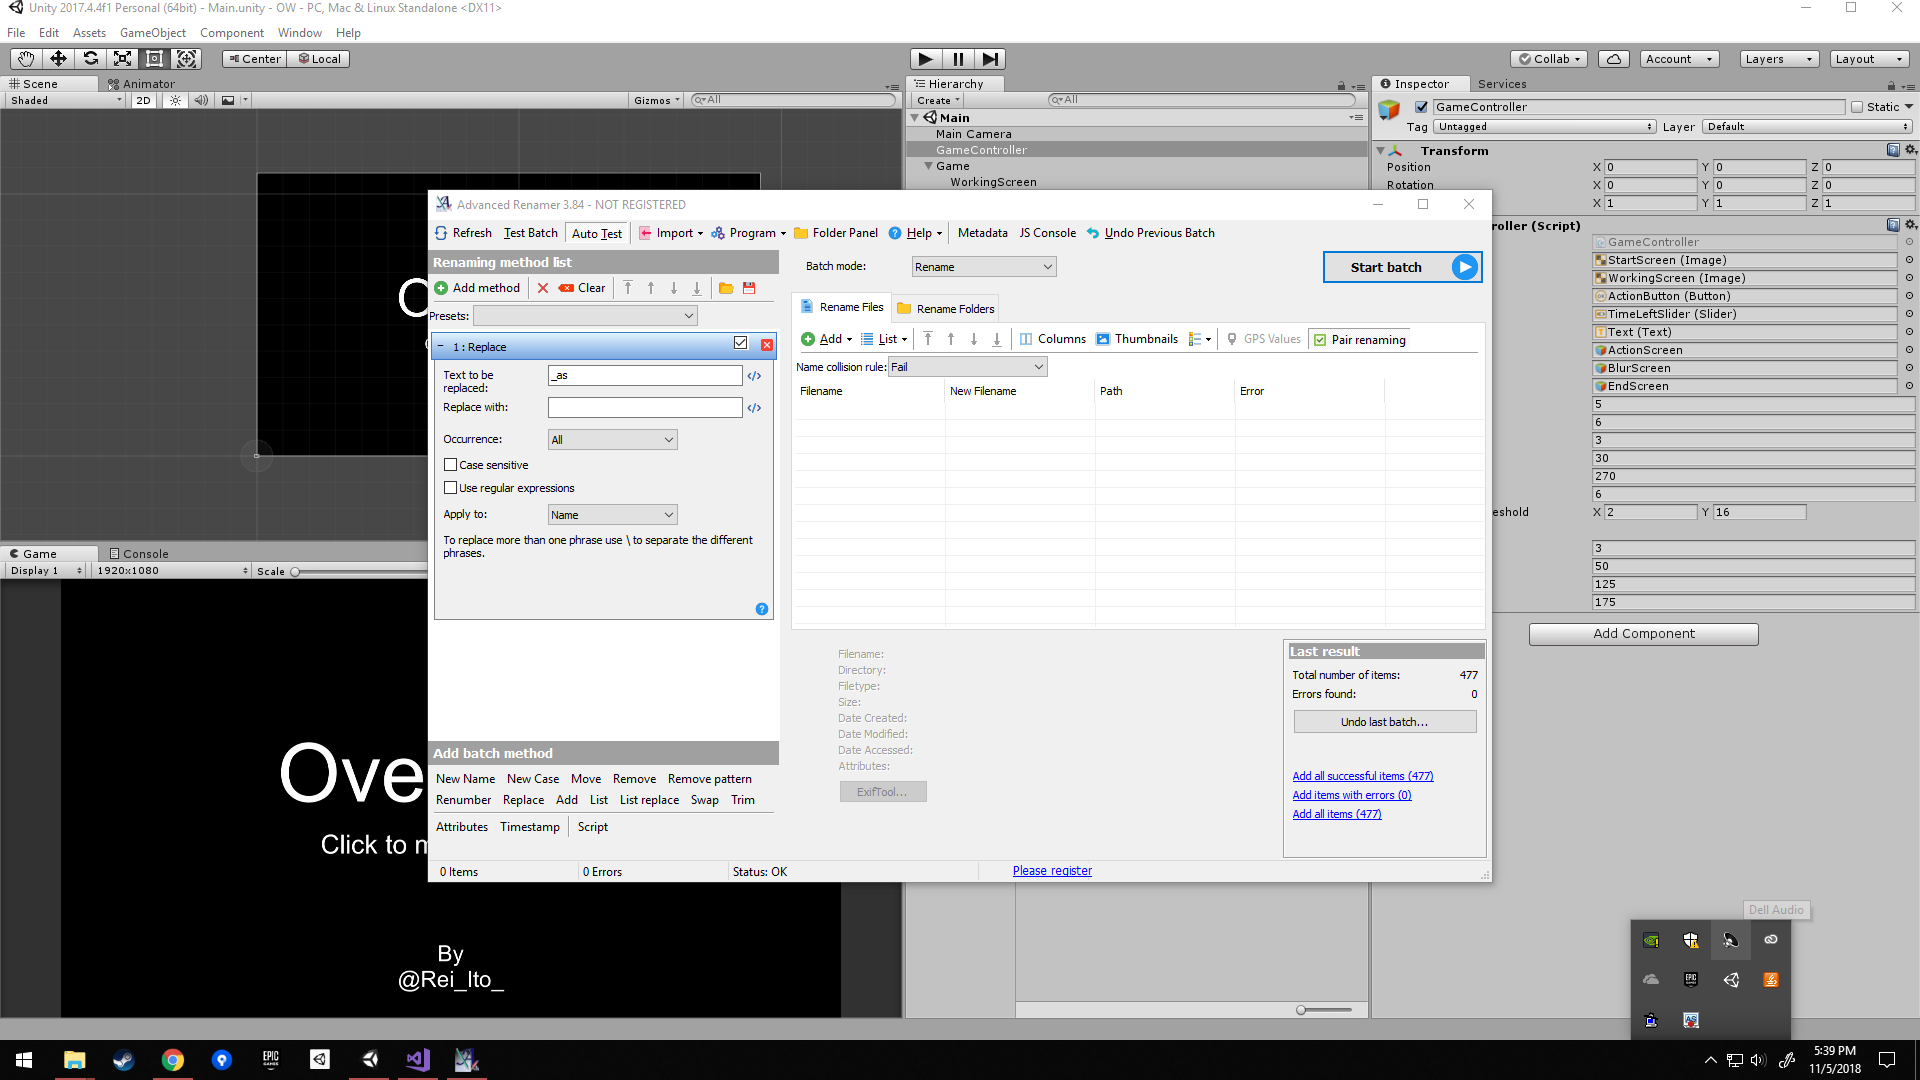 Unity 2017.4.4f1 Personal (64bit) - Main.unity - OW - PC, Mac & Linux Standalone <DX11>
File Edit Assets GameObject Component Window Help
Center Local
Collab Account Layers Layout
Scene Animator
Shaded 2D Gizmos All
Hierarchy
Create All
Main
Main Camera
GameController
Game
WorkingScreen
Inspector Services
GameController Static
Tag Untagged Layer Default
Transform
Position X 0 Y 0 Z 0
Rotation X 0 Y 0 Z 0
X 1 Y 1 Z 1
roller (Script)
GameController
StartScreen (Image)
WorkingScreen (Image)
ActionButton (Button)
TimeLeftSlider (Slider)
Text (Text)
ActionScreen
BlurScreen
EndScreen
5
6
3
30
270
6
eshold X 2 Y 16
3
50
125
175
Add Component
Advanced Renamer 3.84 - NOT REGISTERED
Refresh Test Batch Auto Test Import Program Folder Panel Help Metadata JS Console Undo Previous Batch
Renaming method list
Add method Clear
Presets:
1 : Replace
Text to be replaced: _as
Replace with:
Occurrence: All
Case sensitive
Use regular expressions
Apply to: Name
To replace more than one phrase use \ to separate the different
phrases.
Add batch method
New Name New Case Move Remove Remove pattern
Renumber Replace Add List List replace Swap Trim
Attributes Timestamp Script
Batch mode: Rename
Start batch
Rename Files Rename Folders
Add List Columns Thumbnails GPS Values Pair renaming
Name collision rule: Fail
Filename New Filename Path Error
Filename:
Directory:
Filetype:
Size:
Date Created:
Date Modified:
Date Accessed:
Attributes:
ExifTool...
Last result
Total number of items: 477
Errors found: 0
Undo last batch...
Add all successful items (477)
Add items with errors (0)
Add all items (477)
0 Items 0 Errors Status: OK Please register
Game Console
Display 1 1920x1080 Scale
Ove
Click to m
By
@Rei_Ito_
Dell Audio
EPIC GAMES
5:39 PM
11/5/2018